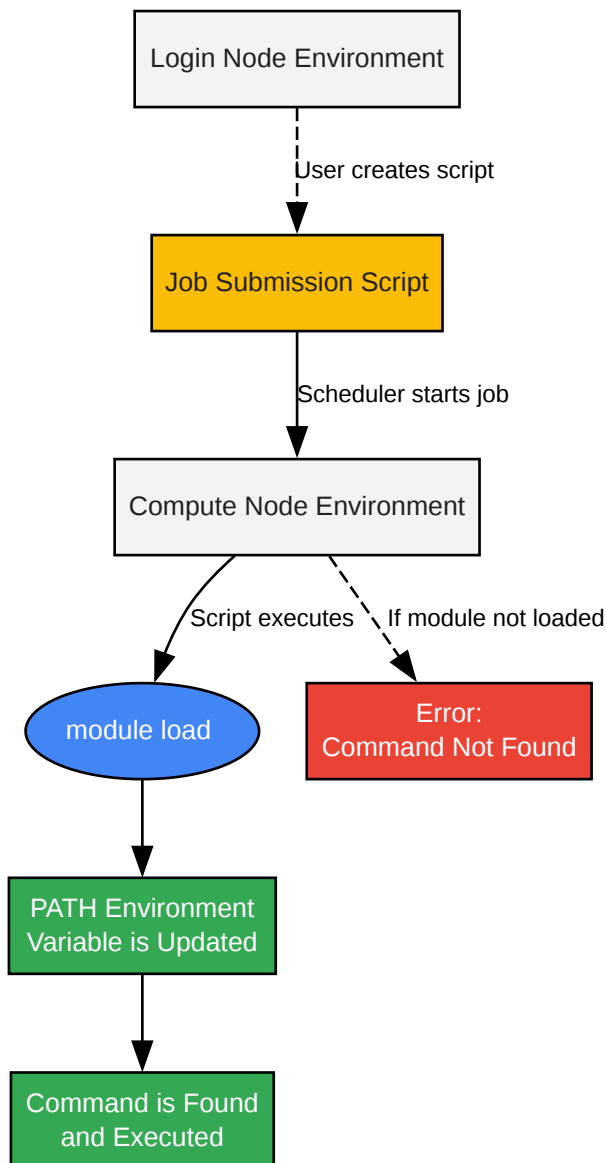 Login Node Environment
User creates script
Job Submission Script
Scheduler starts job
Compute Node Environment
Script executes
If module not loaded
module load
Error:
Command Not Found
PATH Environment
Variable is Updated
Command is Found
and Executed